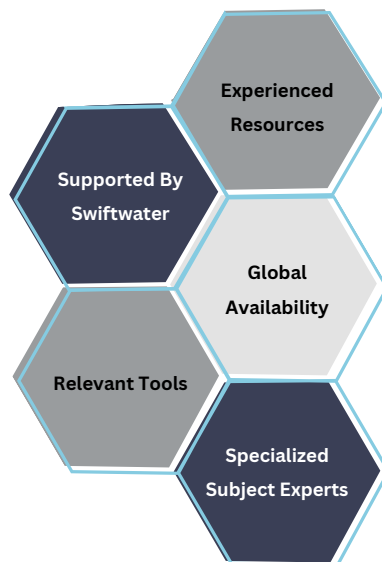 Experienced
Resources
Supported By
Swiftwater
Global
Availability
Relevant Tools
Specialized
Subject Experts